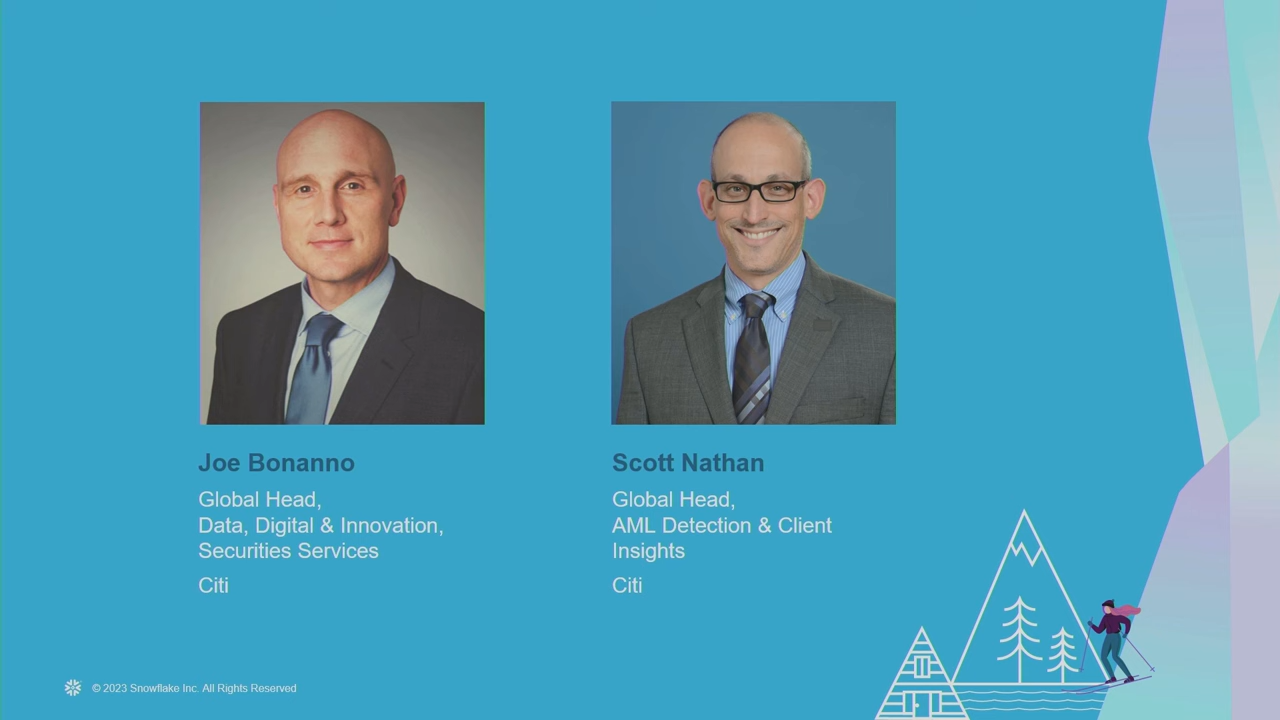 Joe Bonanno
Global Head,
Data, Digital & Innovation,
Securities Services
Citi
Scott Nathan
Global Head,
AML Detection & Client
Insights
Citi
© 2023 Snowflake Inc. All Rights Reserved